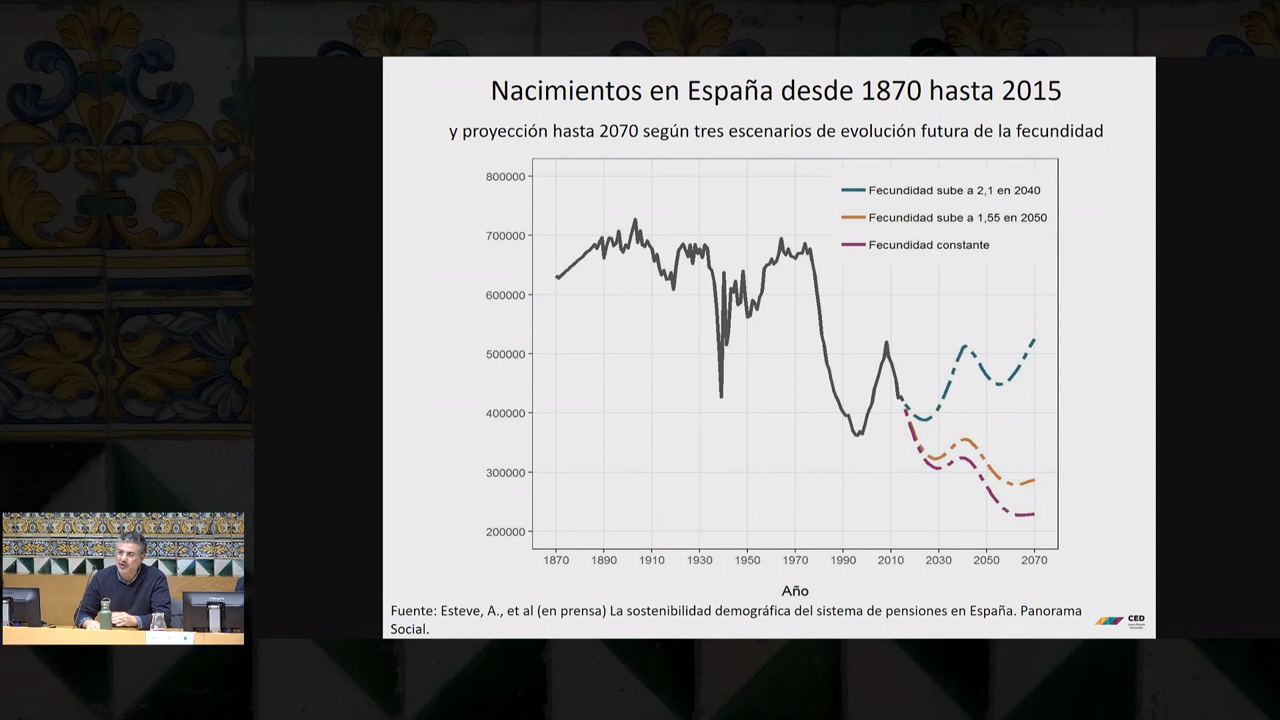 Nacimientos en España desde 1870 hasta 2015
y proyección hasta 2070 según tres escenarios de evolución futura de la fecundidad
800000
700000
600000
500000
400000
300000
200000
Fecundidad sube a 2,1 en 2040
Fecundidad sube a 1,55 en 2050
Fecundidad constante
1870 1890 1910 1930 1950 1970 1990 2010 2030 2050 2070
Año
Fuente: Esteve, A., et al (en prensa) La sostenibilidad demográfica del sistema de pensiones en España. Panorama
Social.
CED